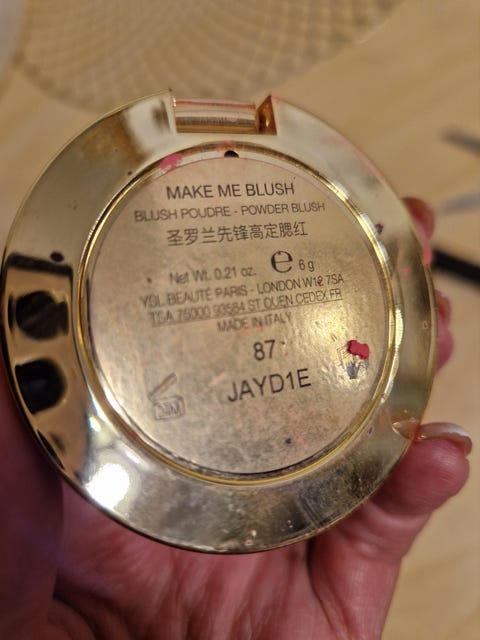 MAKE ME BLUSH
BLUSH POUDRE - POWDER BLUSH
圣罗兰先锋高定腮红
Net Wt. 0.21 oz. ℮ 6 g
YSL BEAUTÉ PARIS - LONDON W12 7SA
TSA 75000 93584 ST OUEN CEDEX FR
MADE IN ITALY
87
JAYD1E